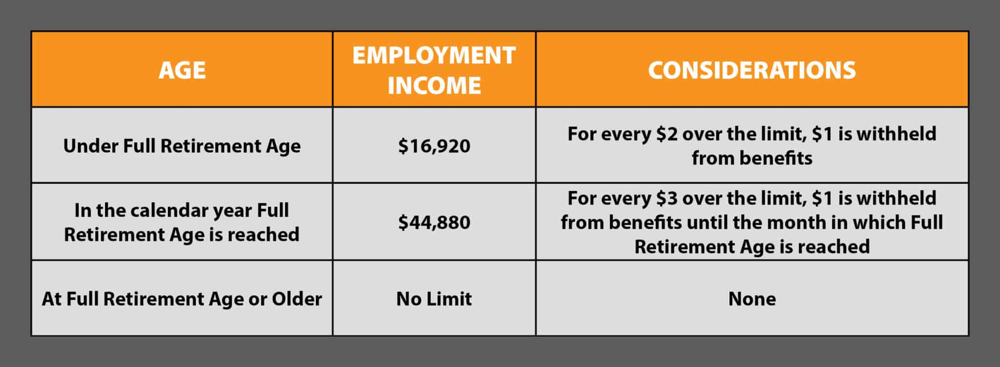 AGE
EMPLOYMENT
INCOME
CONSIDERATIONS
Under Full Retirement Age
$16,920
For every $2 over the limit, $1 is withheld
from benefits
In the calendar year Full
Retirement Age is reached
$44,880
For every $3 over the limit, $1 is withheld
from benefits until the month in which Full
Retirement Age is reached
At Full Retirement Age or Older
No Limit
None